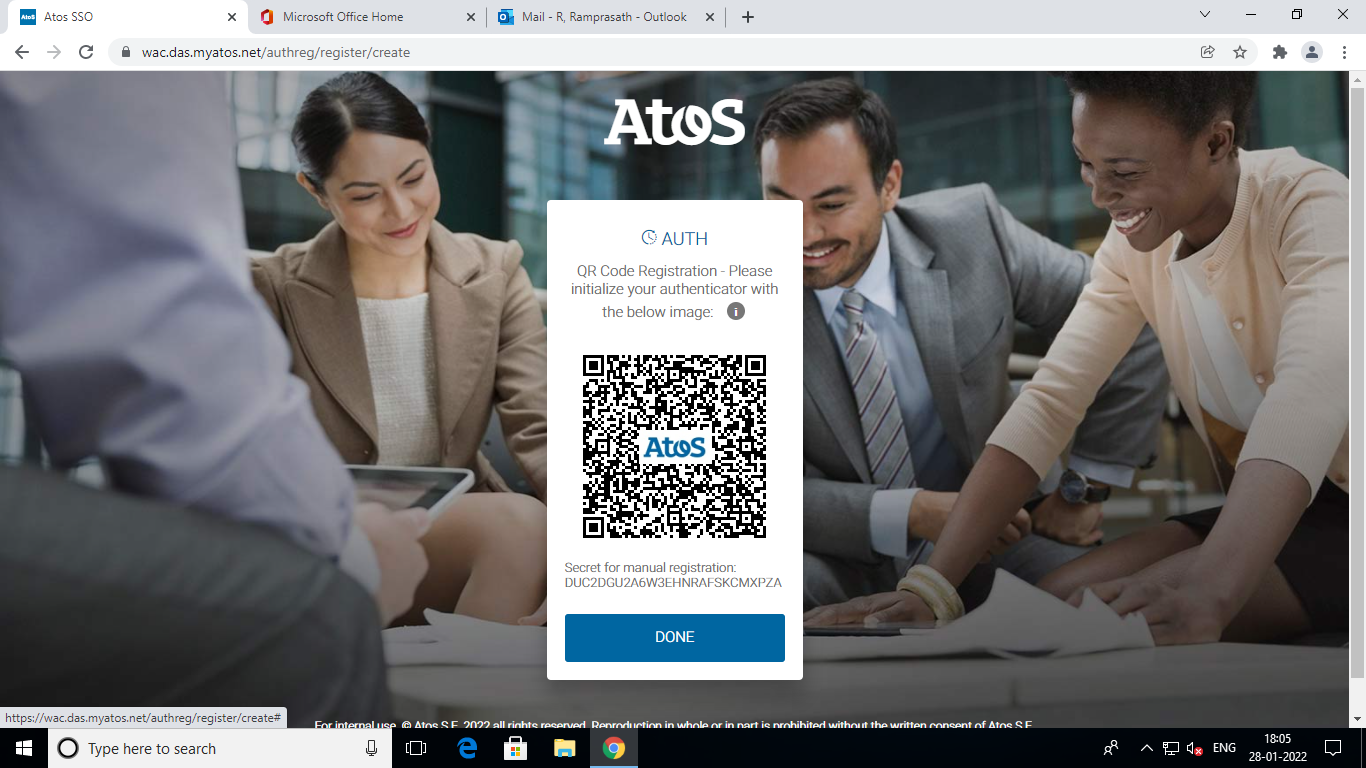 Atos SSO
Microsoft Office Home
Mail - R, Ramprasath - Outlook
wac.das.myatos.net/authreg/register/create
Atos
AUTH
QR Code Registration - Please
initialize your authenticator with
the below image:
Atos
Secret for manual registration:
DUC2DGU2A6W3EHNRAFSKCMXPZA
DONE
https://wac.das.myatos.net/authreg/register/create#
For internal use. © Atos S.E. 2022 all rights reserved. Reproduction in whole or in part is prohibited without the written consent of Atos S.E.
Type here to search
ENG
18:05
28-01-2022